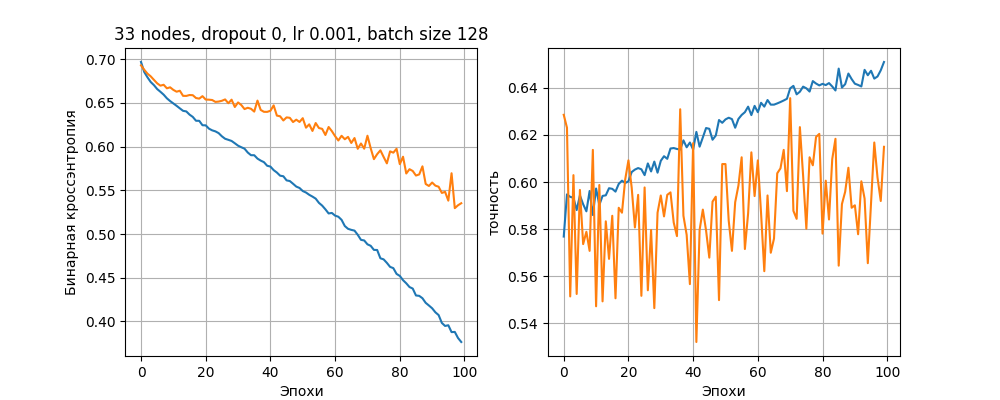 33 nodes, dropout 0, lr 0.001, batch size 128
Бинарная кроссэнтропия
0.70
0.65
0.60
0.55
0.50
0.45
0.40
0 20 40 60 80 100
Эпохи
точность
0.64
0.62
0.60
0.58
0.56
0.54
0 20 40 60 80 100
Эпохи